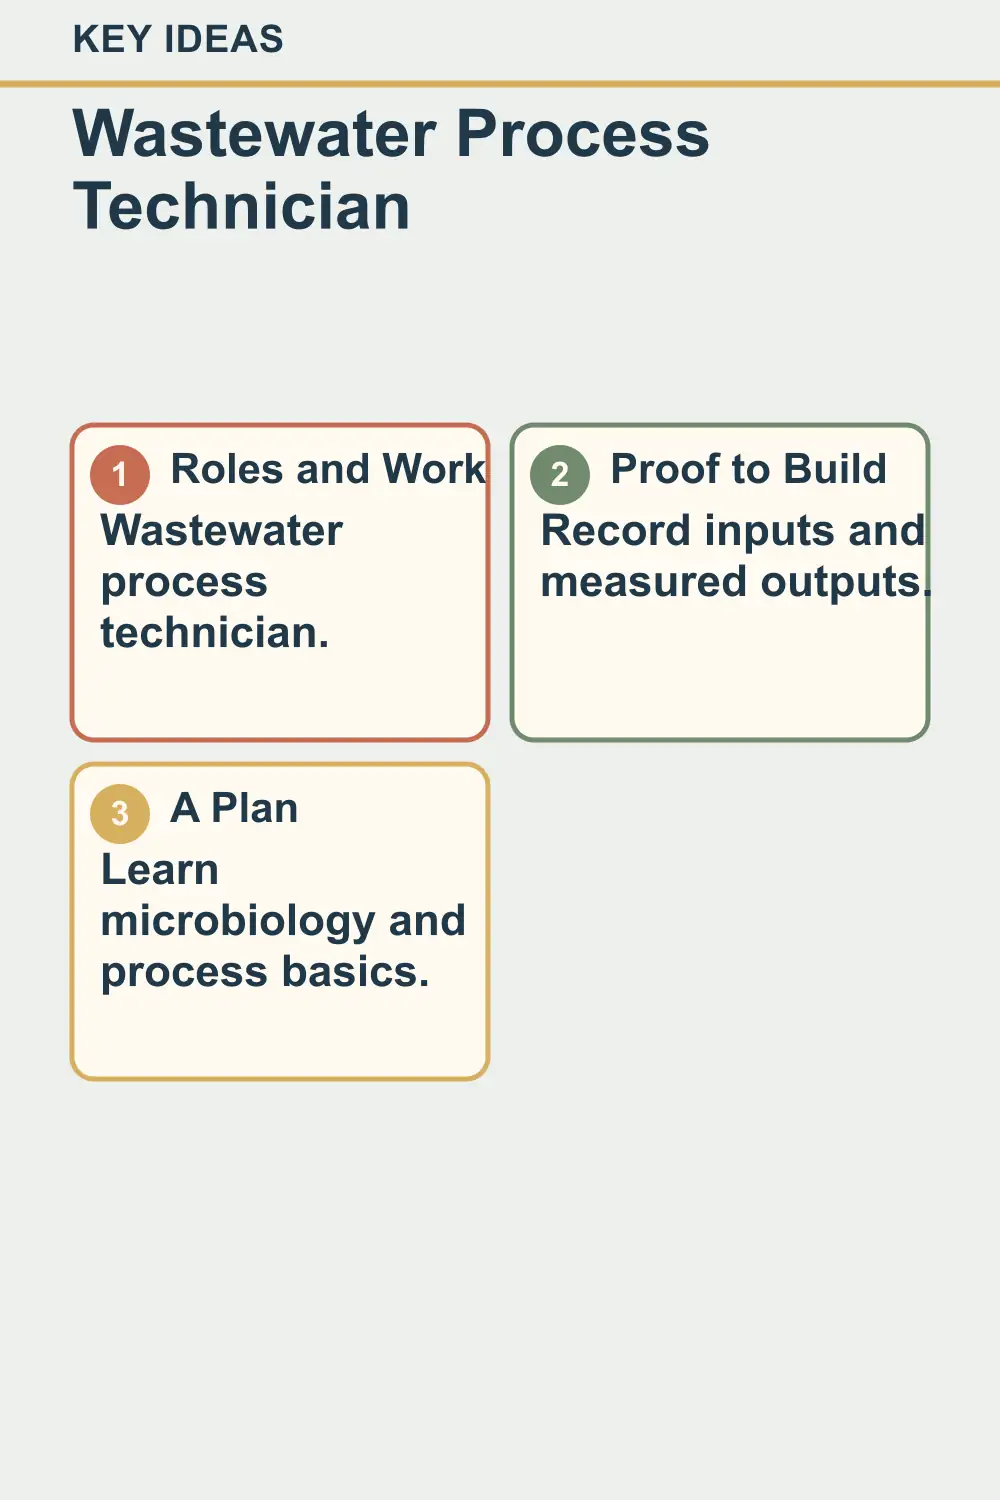 KEY IDEAS
Wastewater Process
Technician
1
Roles and Work
Wastewater
process
technician.
2
Proof to Build
Record inputs and
measured outputs.
3
A Plan
Learn
microbiology and
process basics.